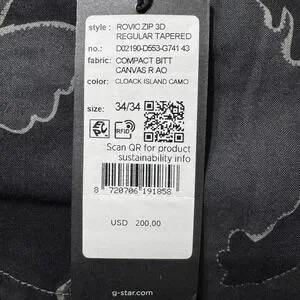 style : ROVIC ZIP 3D
REGULAR TAPERED
no.: D02190-D553-G741 43
fabric: COMPACT BITT
CANVAS R AO
color: CLOACK ISLAND CAMO
size: 34/34
RFID
Scan QR for product
sustainability info
8 720706 191858
USD 200,00
g-star.com